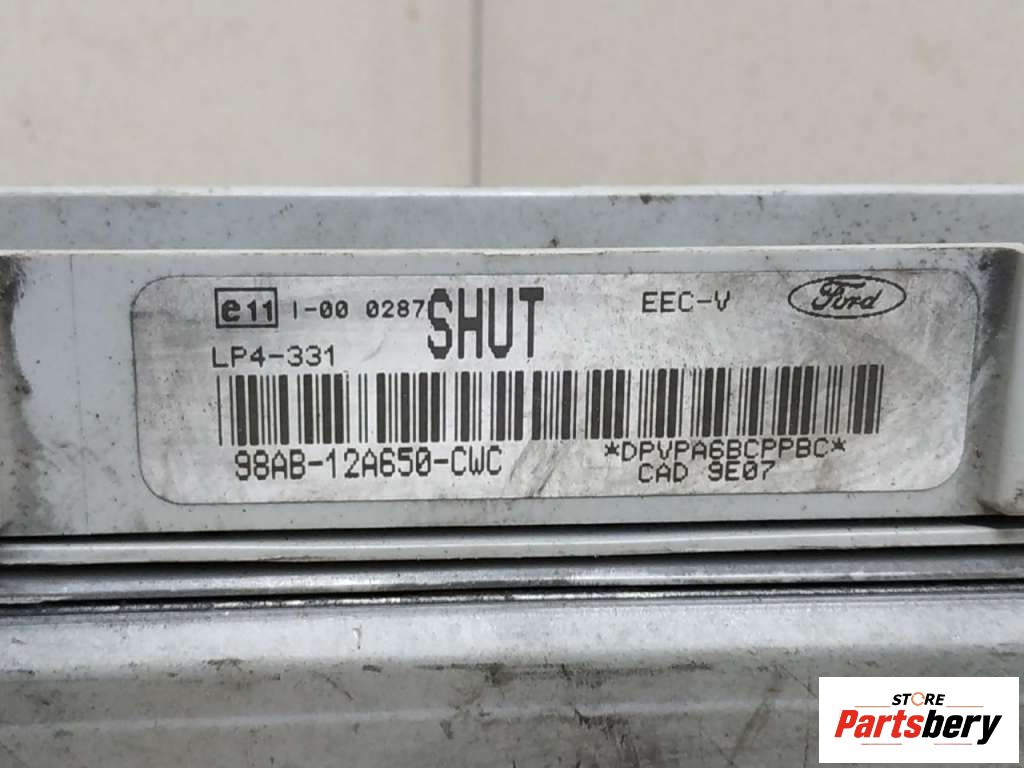 e11 I-00 0287 SHUT EEC-V Ford
LP4-331
98AB-12A650-CWC *DPVPA6BCPPBC*
CAD 9E07
STORE
Partsbery